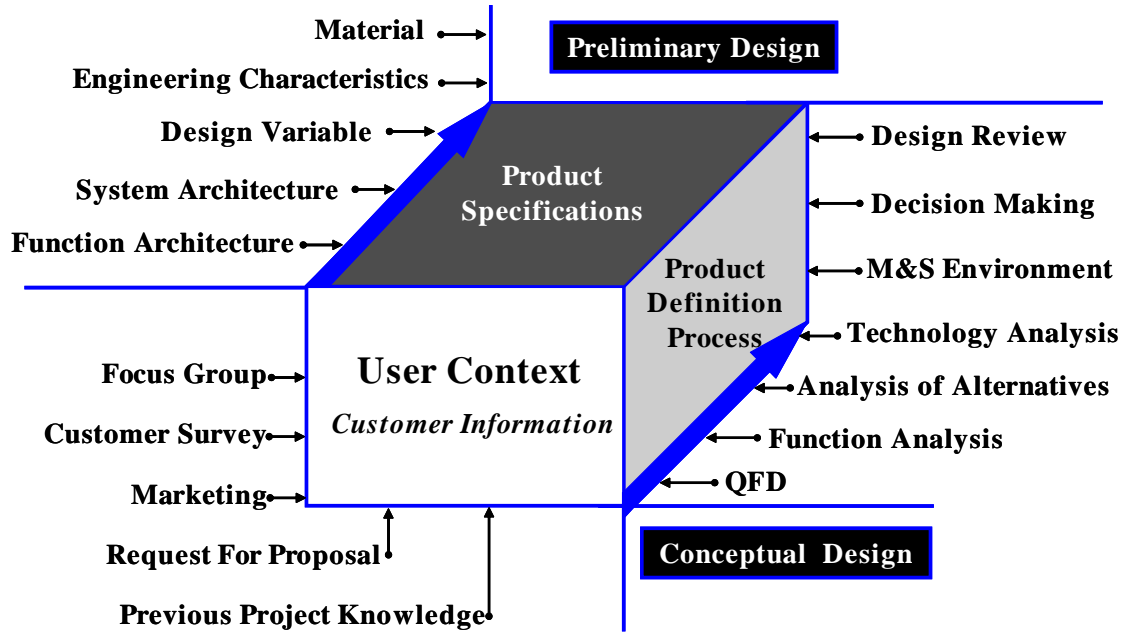 Material
Preliminary Design
Engineering Characteristics
Design Variable
Design Review
System Architecture
Product
Specifications
Decision Making
Function Architecture
Product
Definition
Process
M&S Environment
Technology Analysis
Focus Group
User Context
Analysis of Alternatives
Customer Survey
Customer Information
Function Analysis
Marketing
QFD
Request For Proposal
Conceptual Design
Previous Project Knowledge